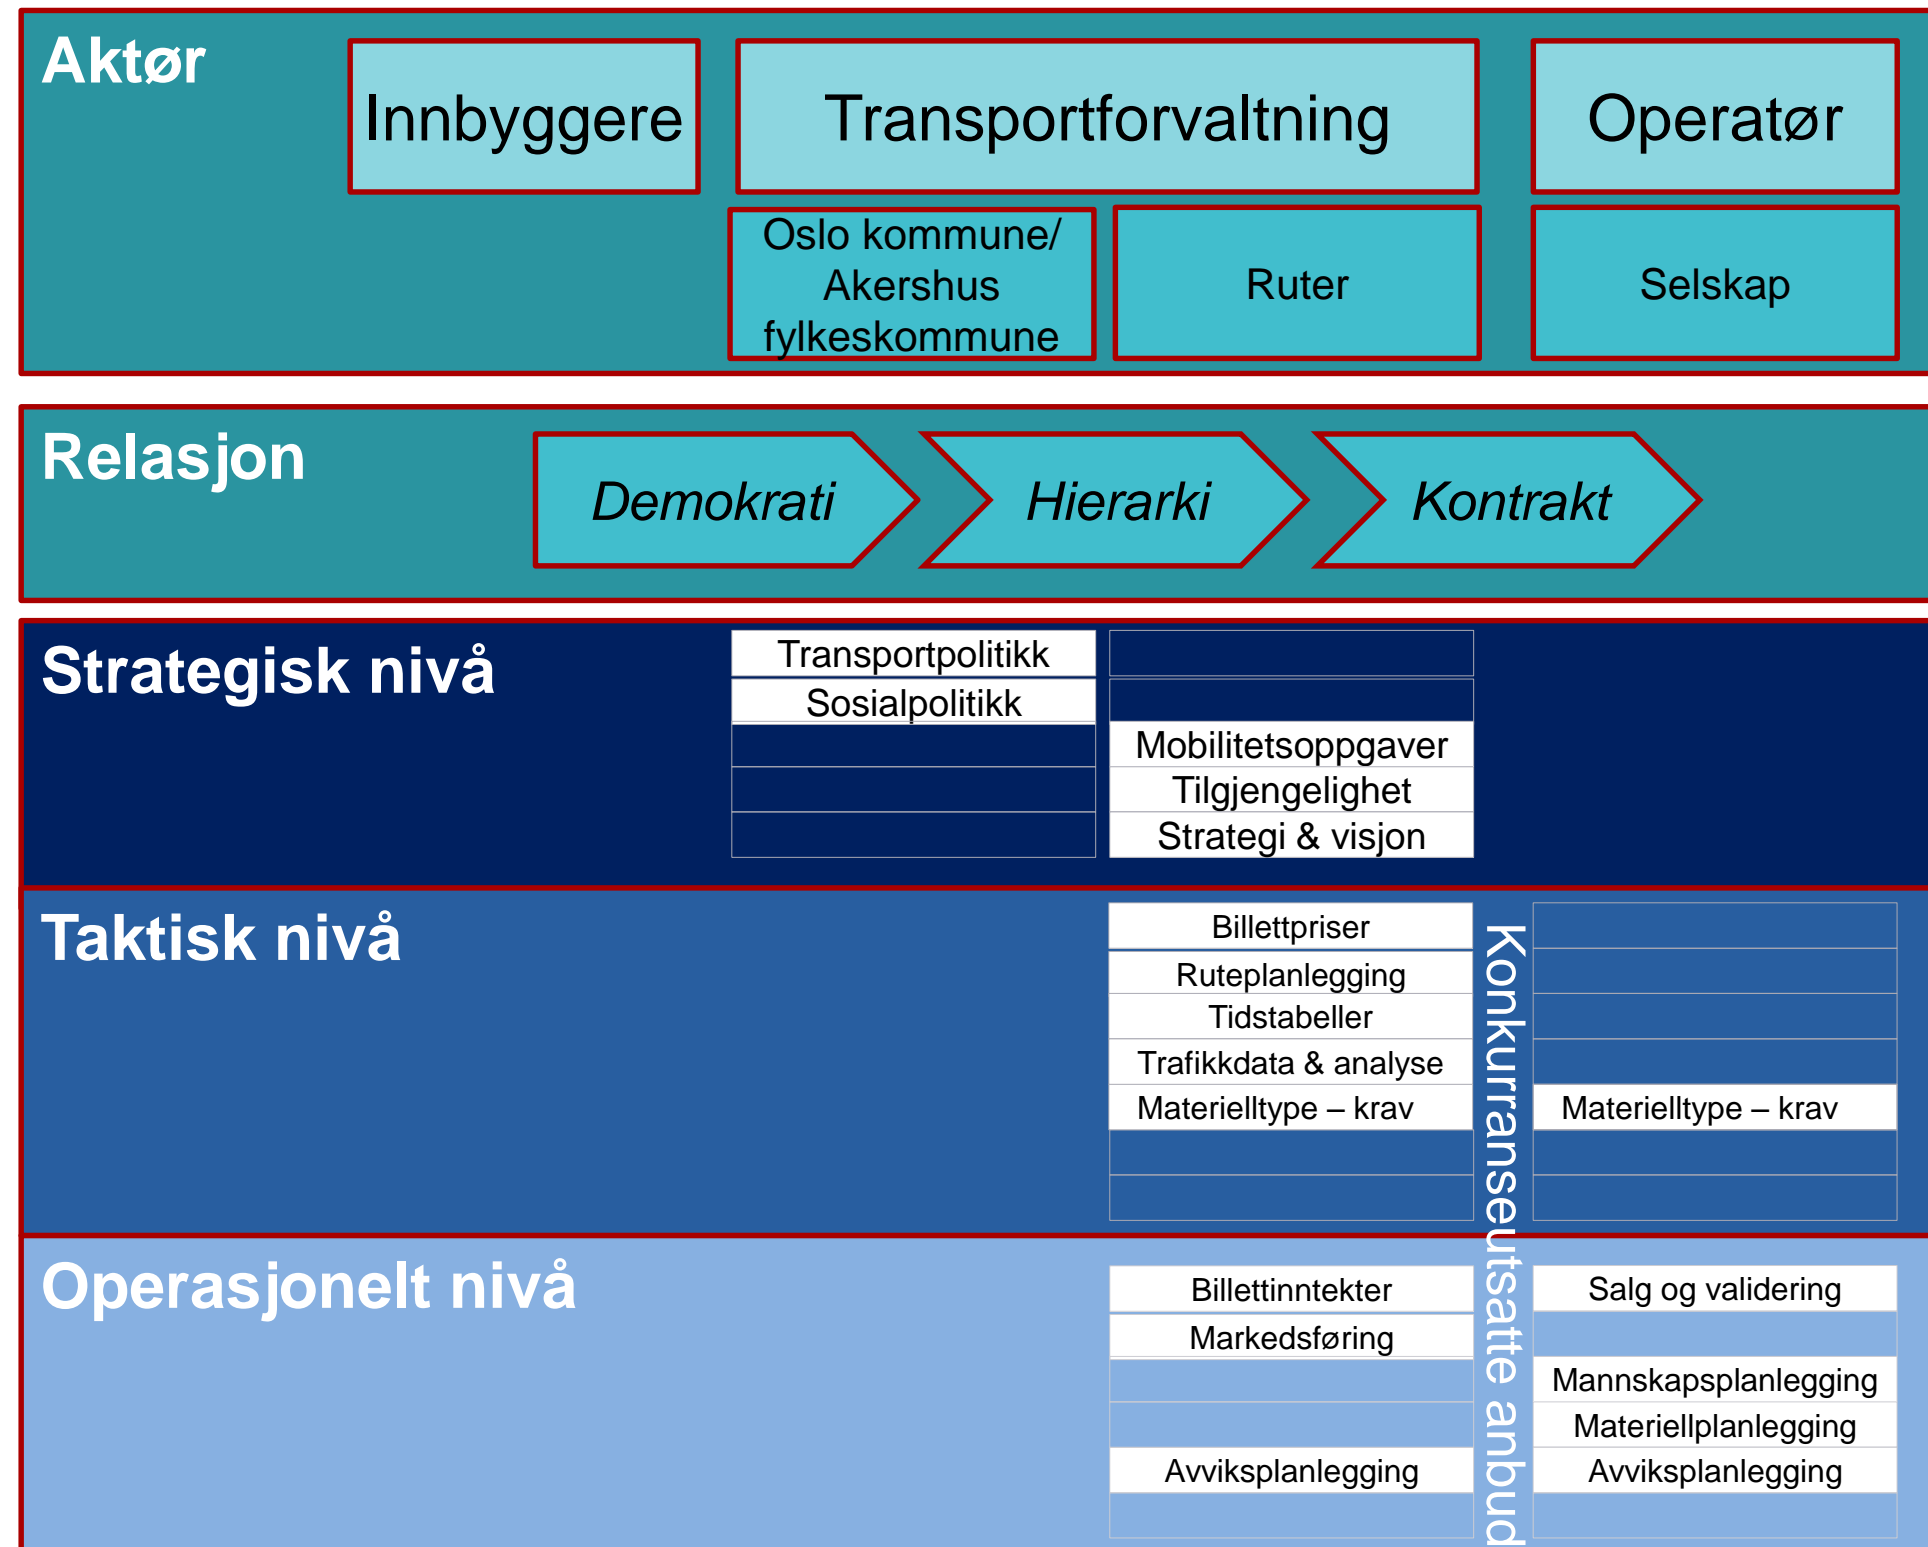 Aktør
Innbyggere
Transportforvaltning
Operatør
Oslo kommune/
Akershus
fylkeskommune
Ruter
Selskap
Relasjon
Demokrati
Hierarki
Kontrakt
Strategisk nivå
Transportpolitikk
Sosialpolitikk
Mobilitetsoppgaver
Tilgjengelighet
Strategi & visjon
Taktisk nivå
Billettpriser
Ruteplanlegging
Tidstabeller
Trafikkdata & analyse
Materielltype – krav
Konkurranseutsatte anbud
Materielltype – krav
Operasjonelt nivå
Billettinntekter
Markedsføring
Avviksplanlegging
Salg og validering
Mannskapsplanlegging
Materiellplanlegging
Avviksplanlegging